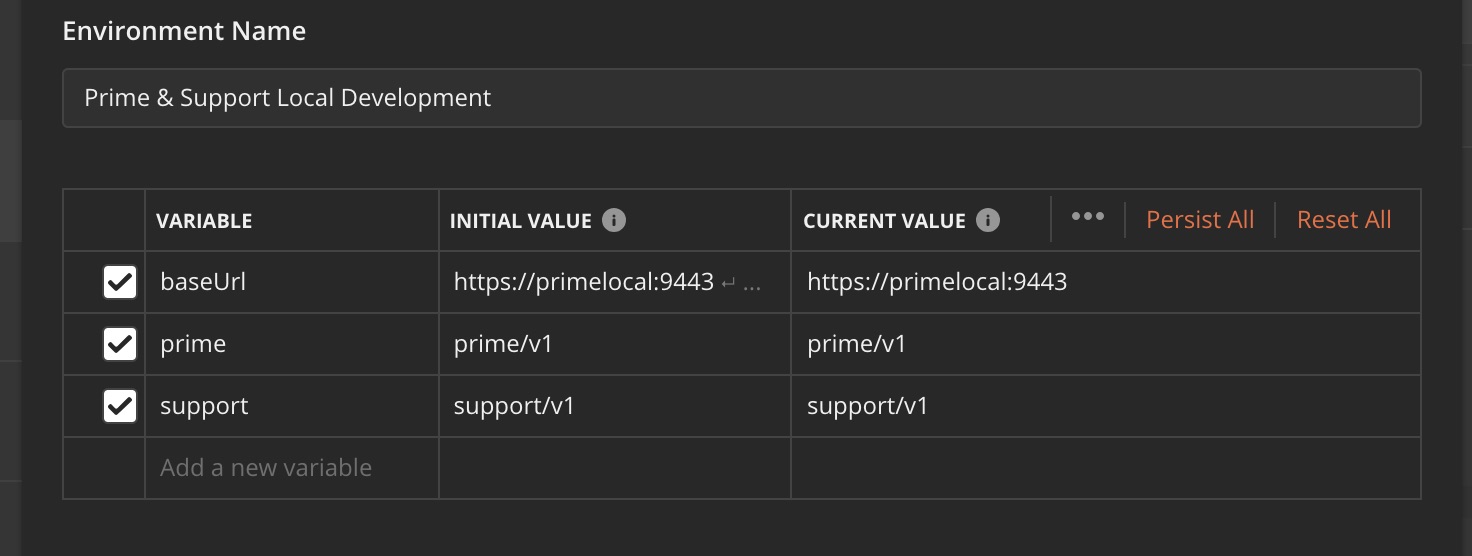 Environment Name
Prime & Support Local Development
VARIABLE INITIAL VALUE CURRENT VALUE ••• Persist All Reset All
baseUrl https://primelocal:9443 ↵ ... https://primelocal:9443
prime prime/v1 prime/v1
support support/v1 support/v1
Add a new variable